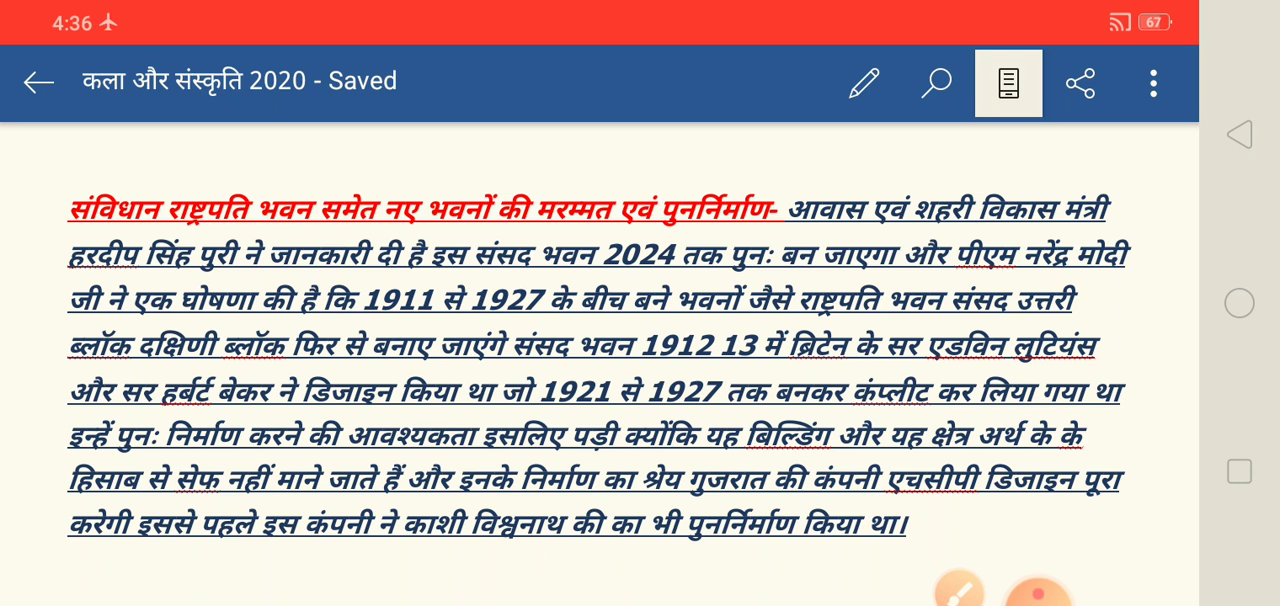 4:36
67
कला और संस्कृति 2020 - Saved
संविधान राष्ट्रपति भवन समेत नए भवनों की मरम्मत एवं पुनर्निर्माण- आवास एवं शहरी विकास मंत्री
हरदीप सिंह पुरी ने जानकारी दी है इस संसद भवन 2024 तक पुनः बन जाएगा और पीएम नरेंद्र मोदी
जी ने एक घोषणा की है कि 1911 से 1927 के बीच बने भवनों जैसे राष्ट्रपति भवन संसद उत्तरी
ब्लॉक दक्षिणी ब्लॉक फिर से बनाए जाएंगे संसद भवन 1912 13 में ब्रिटेन के सर एडविन लुटियंस
और सर हर्बर्ट बेकर ने डिजाइन किया था जो 1921 से 1927 तक बनकर कंप्लीट कर लिया गया था
इन्हें पुनः निर्माण करने की आवश्यकता इसलिए पड़ी क्योंकि यह बिल्डिंग और यह क्षेत्र अर्थ के के
हिसाब से सेफ नहीं माने जाते हैं और इनके निर्माण का श्रेय गुजरात की कंपनी एचसीपी डिजाइन पूरा
करेगी इससे पहले इस कंपनी ने काशी विश्वनाथ की का भी पुनर्निर्माण किया था।